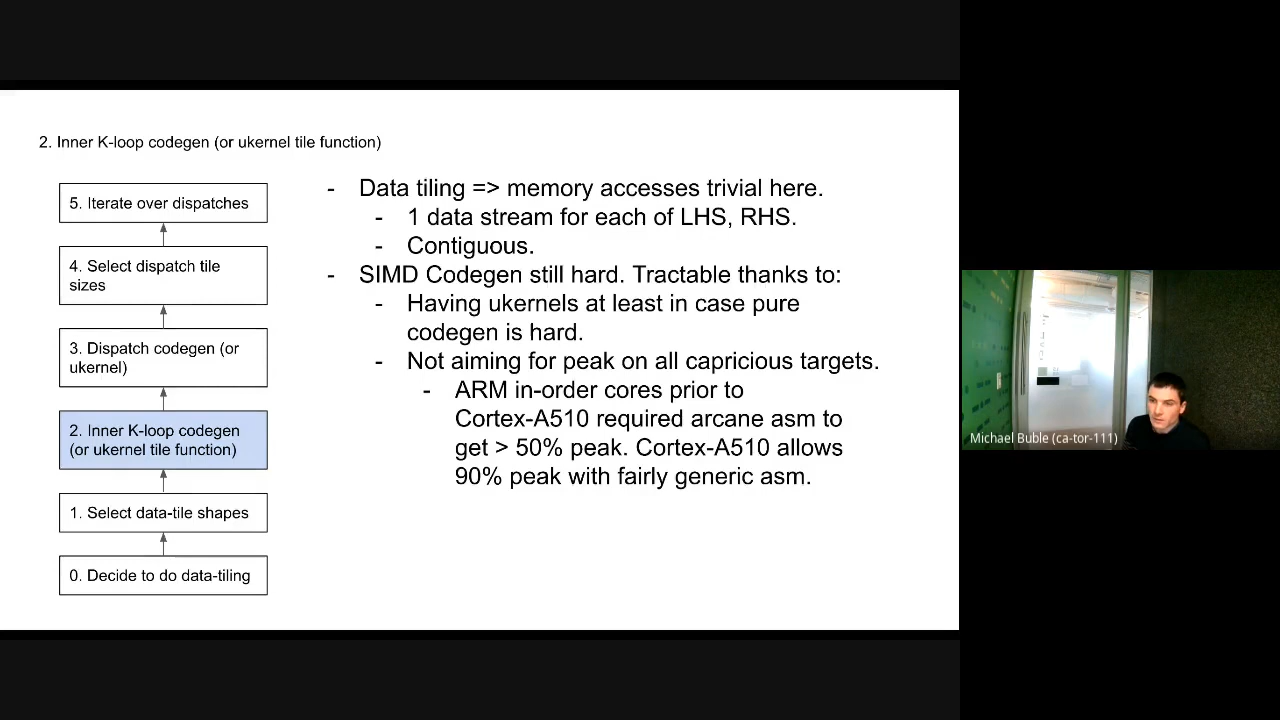 2. Inner K-loop codegen (or ukernel tile function)
5. Iterate over dispatches
4. Select dispatch tile
sizes
3. Dispatch codegen (or
ukernel)
2. Inner K-loop codegen
(or ukernel tile function)
1. Select data-tile shapes
0. Decide to do data-tiling
- Data tiling => memory accesses trivial here.
- 1 data stream for each of LHS, RHS.
- Contiguous.
- SIMD Codegen still hard. Tractable thanks to:
- Having ukernels at least in case pure
codegen is hard.
- Not aiming for peak on all capricious targets.
- ARM in-order cores prior to
Cortex-A510 required arcane asm to
get > 50% peak. Cortex-A510 allows
90% peak with fairly generic asm.
Michael Buble (ca-tor-111)